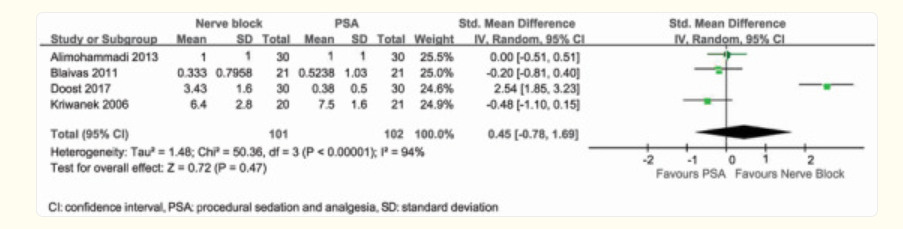 Nerve block PSA Std. Mean Difference Std. Mean Difference
Study or Subgroup Mean SD Total Mean SD Total Weight IV, Random, 95% CI IV, Random, 95% CI
Alimohammadi 2013 1 1 30 1 1 30 25.5% 0.00 [-0.51, 0.51]
Blaivas 2011 0.333 0.7958 21 0.5238 1.03 21 24.9% -0.20 [-0.81, 0.40]
Doost 2017 3.43 1.6 30 0.38 0.5 30 24.6% 2.54 [1.85, 3.23]
Kriwanek 2006 6.4 2.8 20 7.5 1.6 21 24.9% -0.48 [-1.10, 0.15]
Total (95% CI) 101 102 100.0% 0.45 [-0.78, 1.69]
Heterogeneity: Tau² = 1.48; Chi² = 50.36, df = 3 (P < 0.00001); I² = 94%
Test for overall effect: Z = 0.72 (P = 0.47)
-2 -1 0 1 2
Favours PSA Favours Nerve Block
CI: confidence interval, PSA: procedural sedation and analgesia, SD: standard deviation